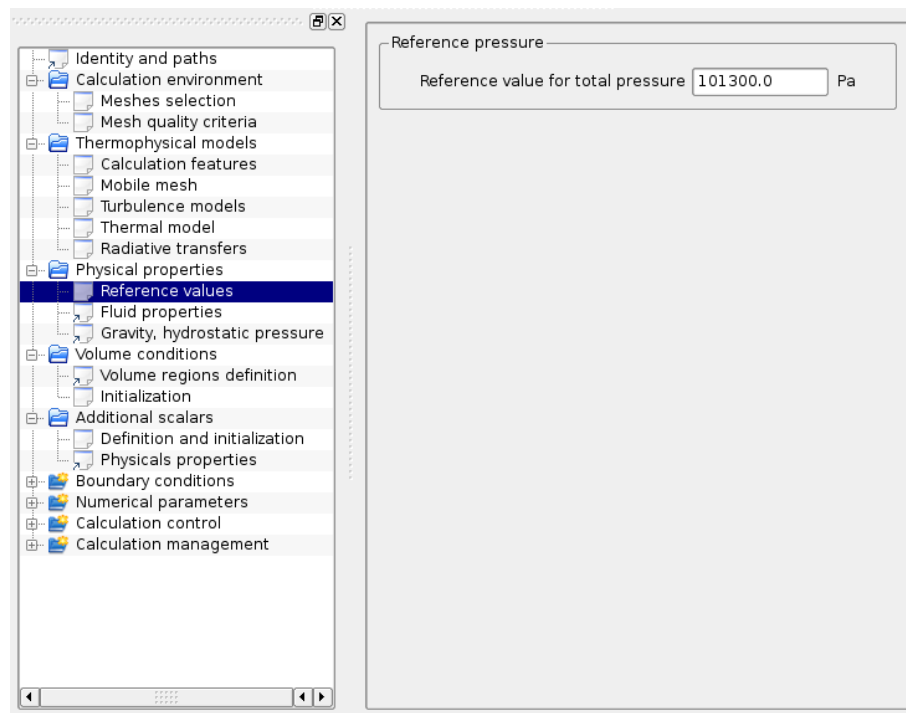 Identity and paths
Calculation environment
Meshes selection
Mesh quality criteria
Thermophysical models
Calculation features
Mobile mesh
Turbulence models
Thermal model
Radiative transfers
Physical properties
Reference values
Fluid properties
Gravity, hydrostatic pressure
Volume conditions
Volume regions definition
Initialization
Additional scalars
Definition and initialization
Physicals properties
Boundary conditions
Numerical parameters
Calculation control
Calculation management
Reference pressure
Reference value for total pressure 101300.0 Pa